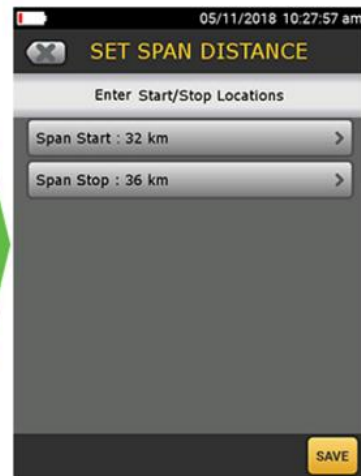 05/11/2018 10:27:57 am
SET SPAN DISTANCE
Enter Start/Stop Locations
Span Start : 32 km
Span Stop : 36 km
SAVE